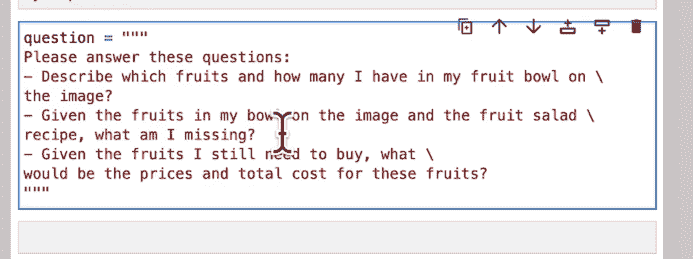 question = """
Please answer these questions:
– Describe which fruits and how many I have in my fruit bowl on \
the image?
– Given the fruits in my bowl on the image and the fruit salad \
recipe, what am I missing?
– Given the fruits I still need to buy, what \
would be the prices and total cost for these fruits?
"""